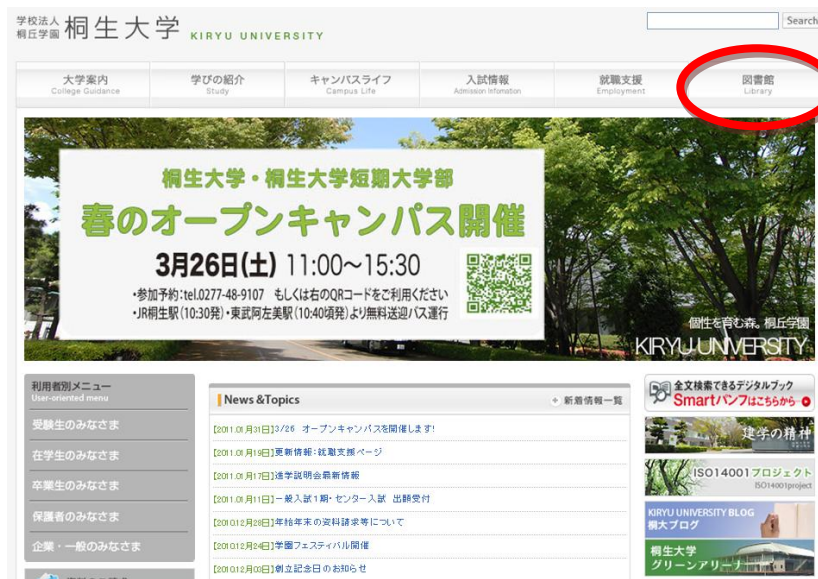 学校法人
桐丘学園 桐生大学 KIRYU UNIVERSITY
Search
大学案内 学びの紹介 キャンパスライフ 入試情報 就職支援 図書館
College Guidance Study Campus Life Admission Infomation Employment Library
桐生大学・桐生大学短期大学部
春のオープンキャンパス開催
3月26日(土) 11:00～15:30
・参加予約:tel.0277-48-9107 もしくは右のQRコードをご利用ください
・JR桐生駅(10:30発)・東武阿左美駅(10:40頃発)より無料送迎バス運行
個性を育む森。桐丘学園
KIRYU UNIVERSITY
利用者別メニュー
User-oriented menu
受験生のみなさま
在学生のみなさま
卒業生のみなさま
保護者のみなさま
企業・一般のみなさま
News &Topics 新着情報一覧
[2011.01月31日]3/26 オープンキャンパスを開催します!
[2011.01月19日]更新情報:就職支援ページ
[2011.01月17日]進学説明会最新情報
[2011.01月11日]一般入試1期・センター入試 出願受付
[2010.12月28日]年始年末の資料請求等について
[2010.12月24日]学園フェスティバル開催
[2010.12月00日]創立記念日のお知らせ
全文検索できるデジタルブック
Smartパンフはこちらから
建学の精神
ISO14001プロジェクト
ISO14001project
KIRYU UNIVERSITY BLOG
桐大ブログ
桐生大学
グリーンアリーナ